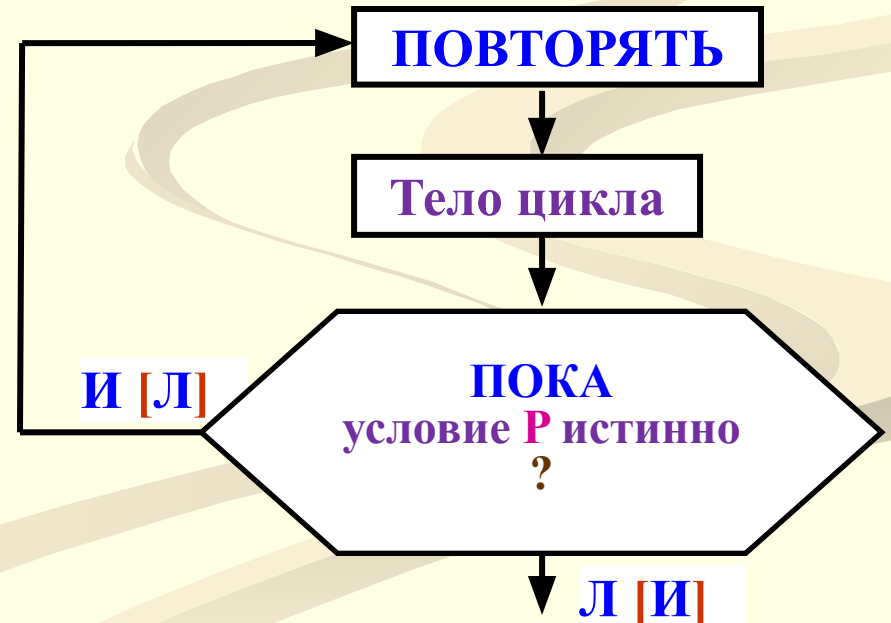 ПОВТОРЯТЬ
Тело цикла
И [Л]
ПОКА
условие P истинно
?
Л [И]